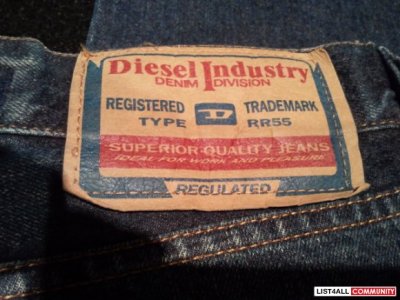 Diesel Industry
DENIM DIVISION
REGISTERED D TRADEMARK
TYPE RR55
SUPERIOR QUALITY JEANS
IDEAL FOR WORK AND PLEASURE
REGULATED
LIST4ALL COMMUNITY